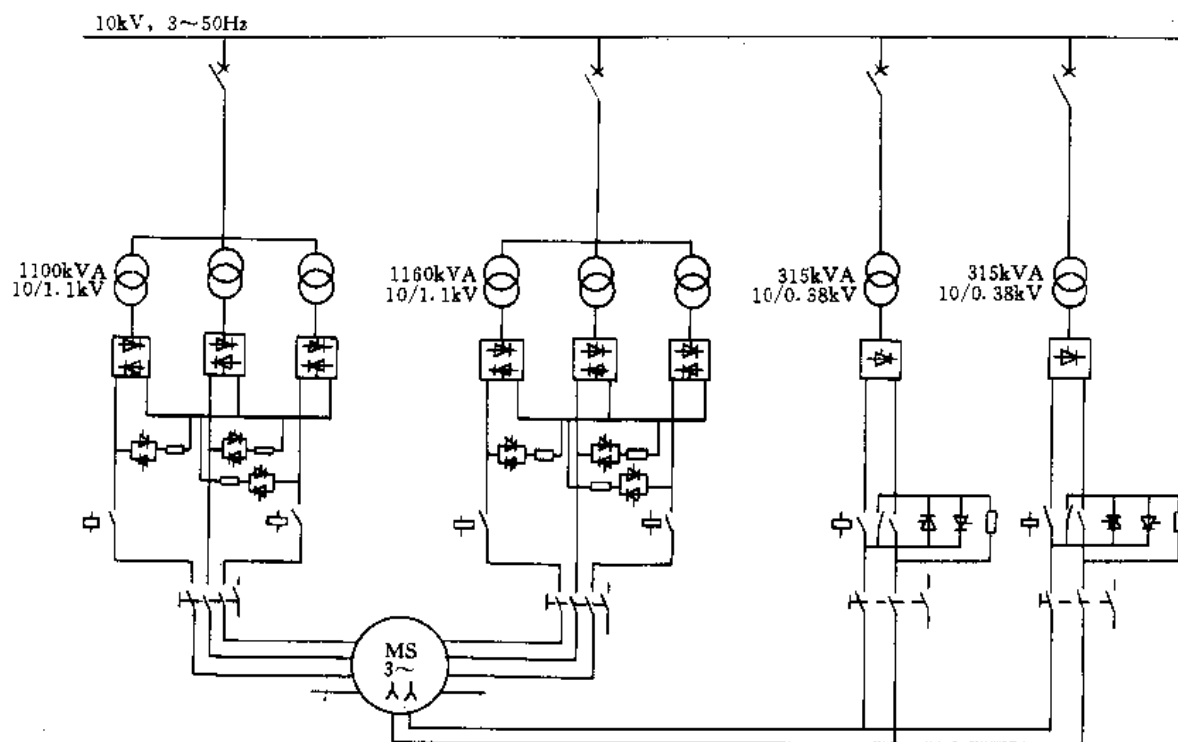 10kV, 3～50Hz
1100kVA
10/1.1kV
1160kVA
10/1.1kV
315kVA
10/0.38kV
315kVA
10/0.38kV
MS
3～